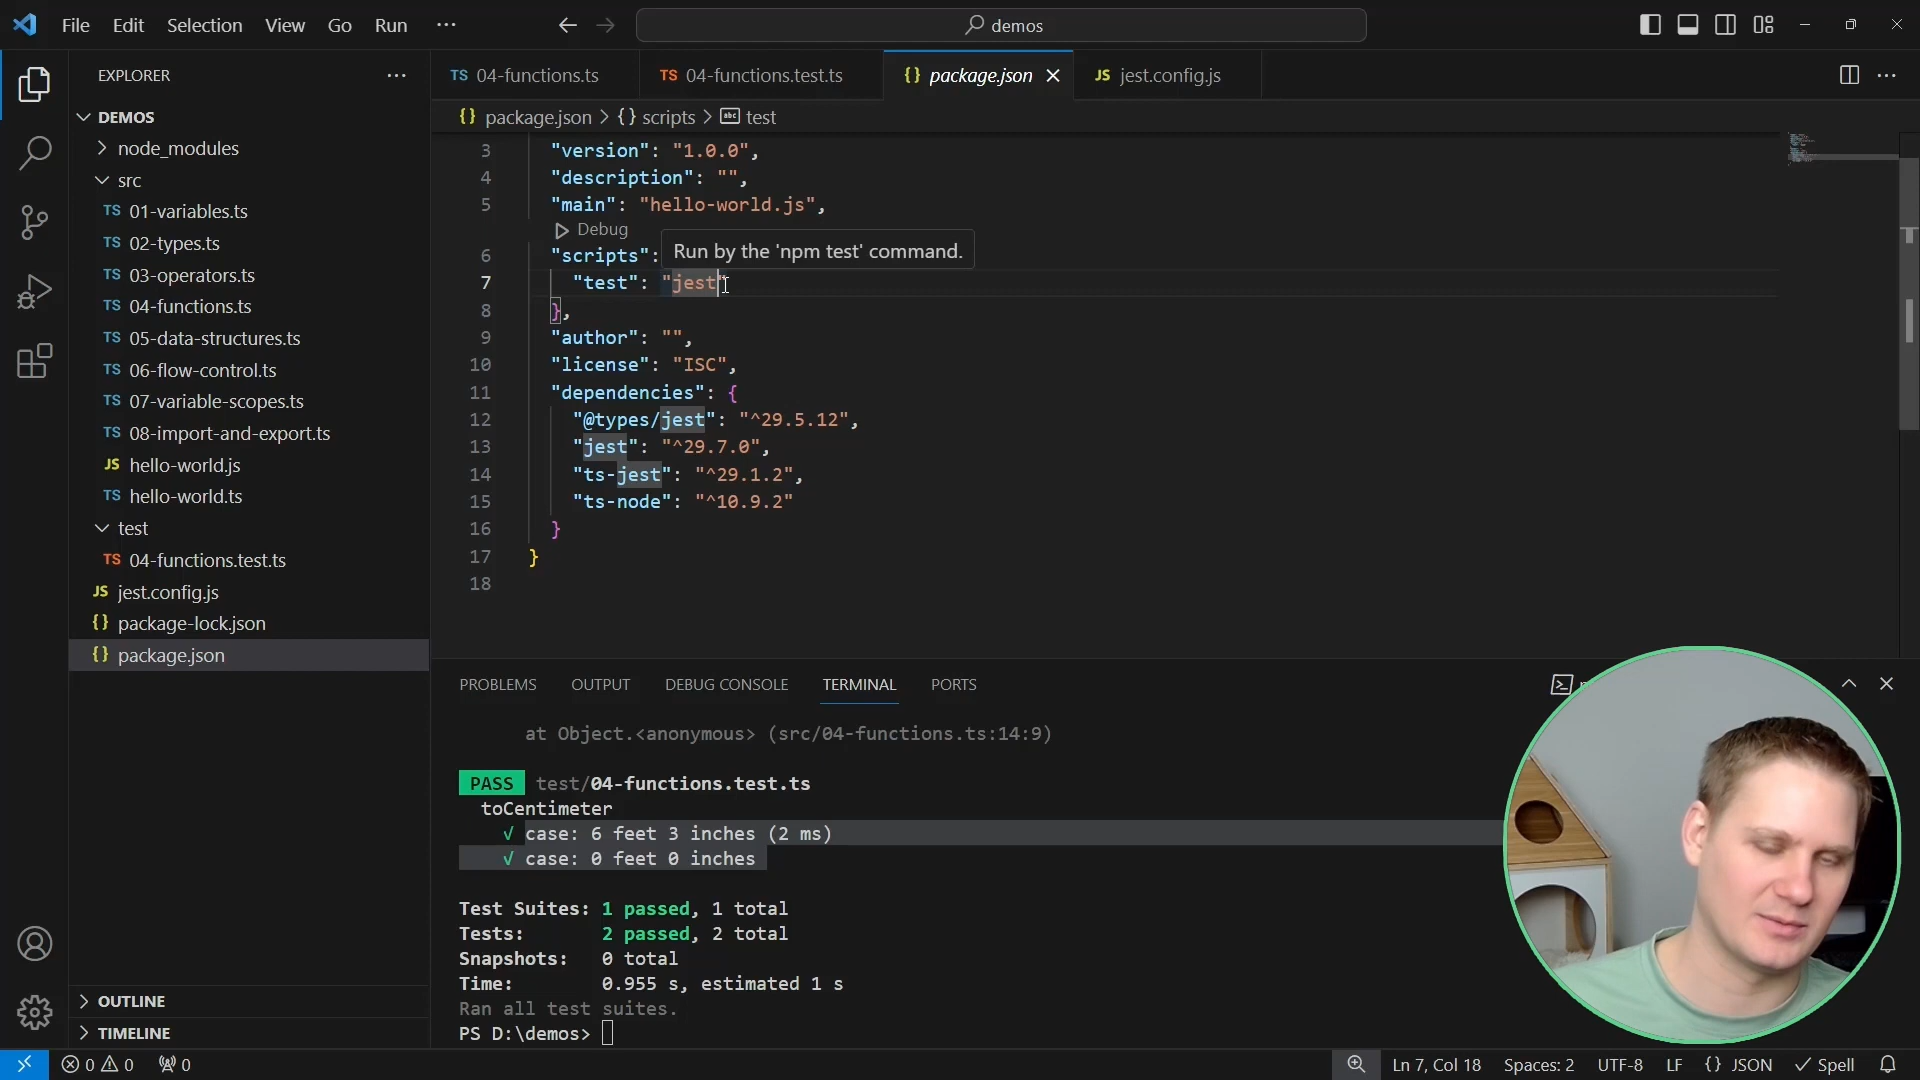 File Edit Selection View Go Run ··· demos
EXPLORER ···
DEMOS
node_modules
src
TS 01-variables.ts
TS 02-types.ts
TS 03-operators.ts
TS 04-functions.ts
TS 05-data-structures.ts
TS 06-flow-control.ts
TS 07-variable-scopes.ts
TS 08-import-and-export.ts
JS hello-world.js
TS hello-world.ts
test
TS 04-functions.test.ts
JS jest.config.js
{} package-lock.json
{} package.json
OUTLINE
TIMELINE
TS 04-functions.ts TS 04-functions.test.ts {} package.json JS jest.config.js
{} package.json > {} scripts > abc test
3 "version": "1.0.0",
4 "description": "",
5 "main": "hello-world.js",
Debug
Run by the 'npm test' command.
6 "scripts":
7 "test": "jest"
8 },
9 "author": "",
10 "license": "ISC",
11 "dependencies": {
12 "@types/jest": "^29.5.12",
13 "jest": "^29.7.0",
14 "ts-jest": "^29.1.2",
15 "ts-node": "^10.9.2"
16 }
17 }
18
PROBLEMS OUTPUT DEBUG CONSOLE TERMINAL PORTS
at Object.<anonymous> (src/04-functions.ts:14:9)
PASS test/04-functions.test.ts
toCentimeter
√ case: 6 feet 3 inches (2 ms)
√ case: 0 feet 0 inches
Test Suites: 1 passed, 1 total
Tests: 2 passed, 2 total
Snapshots: 0 total
Time: 0.955 s, estimated 1 s
Ran all test suites.
PS D:\demos>
0 0 0 Ln 7, Col 18 Spaces: 2 UTF-8 LF {} JSON ✓ Spell